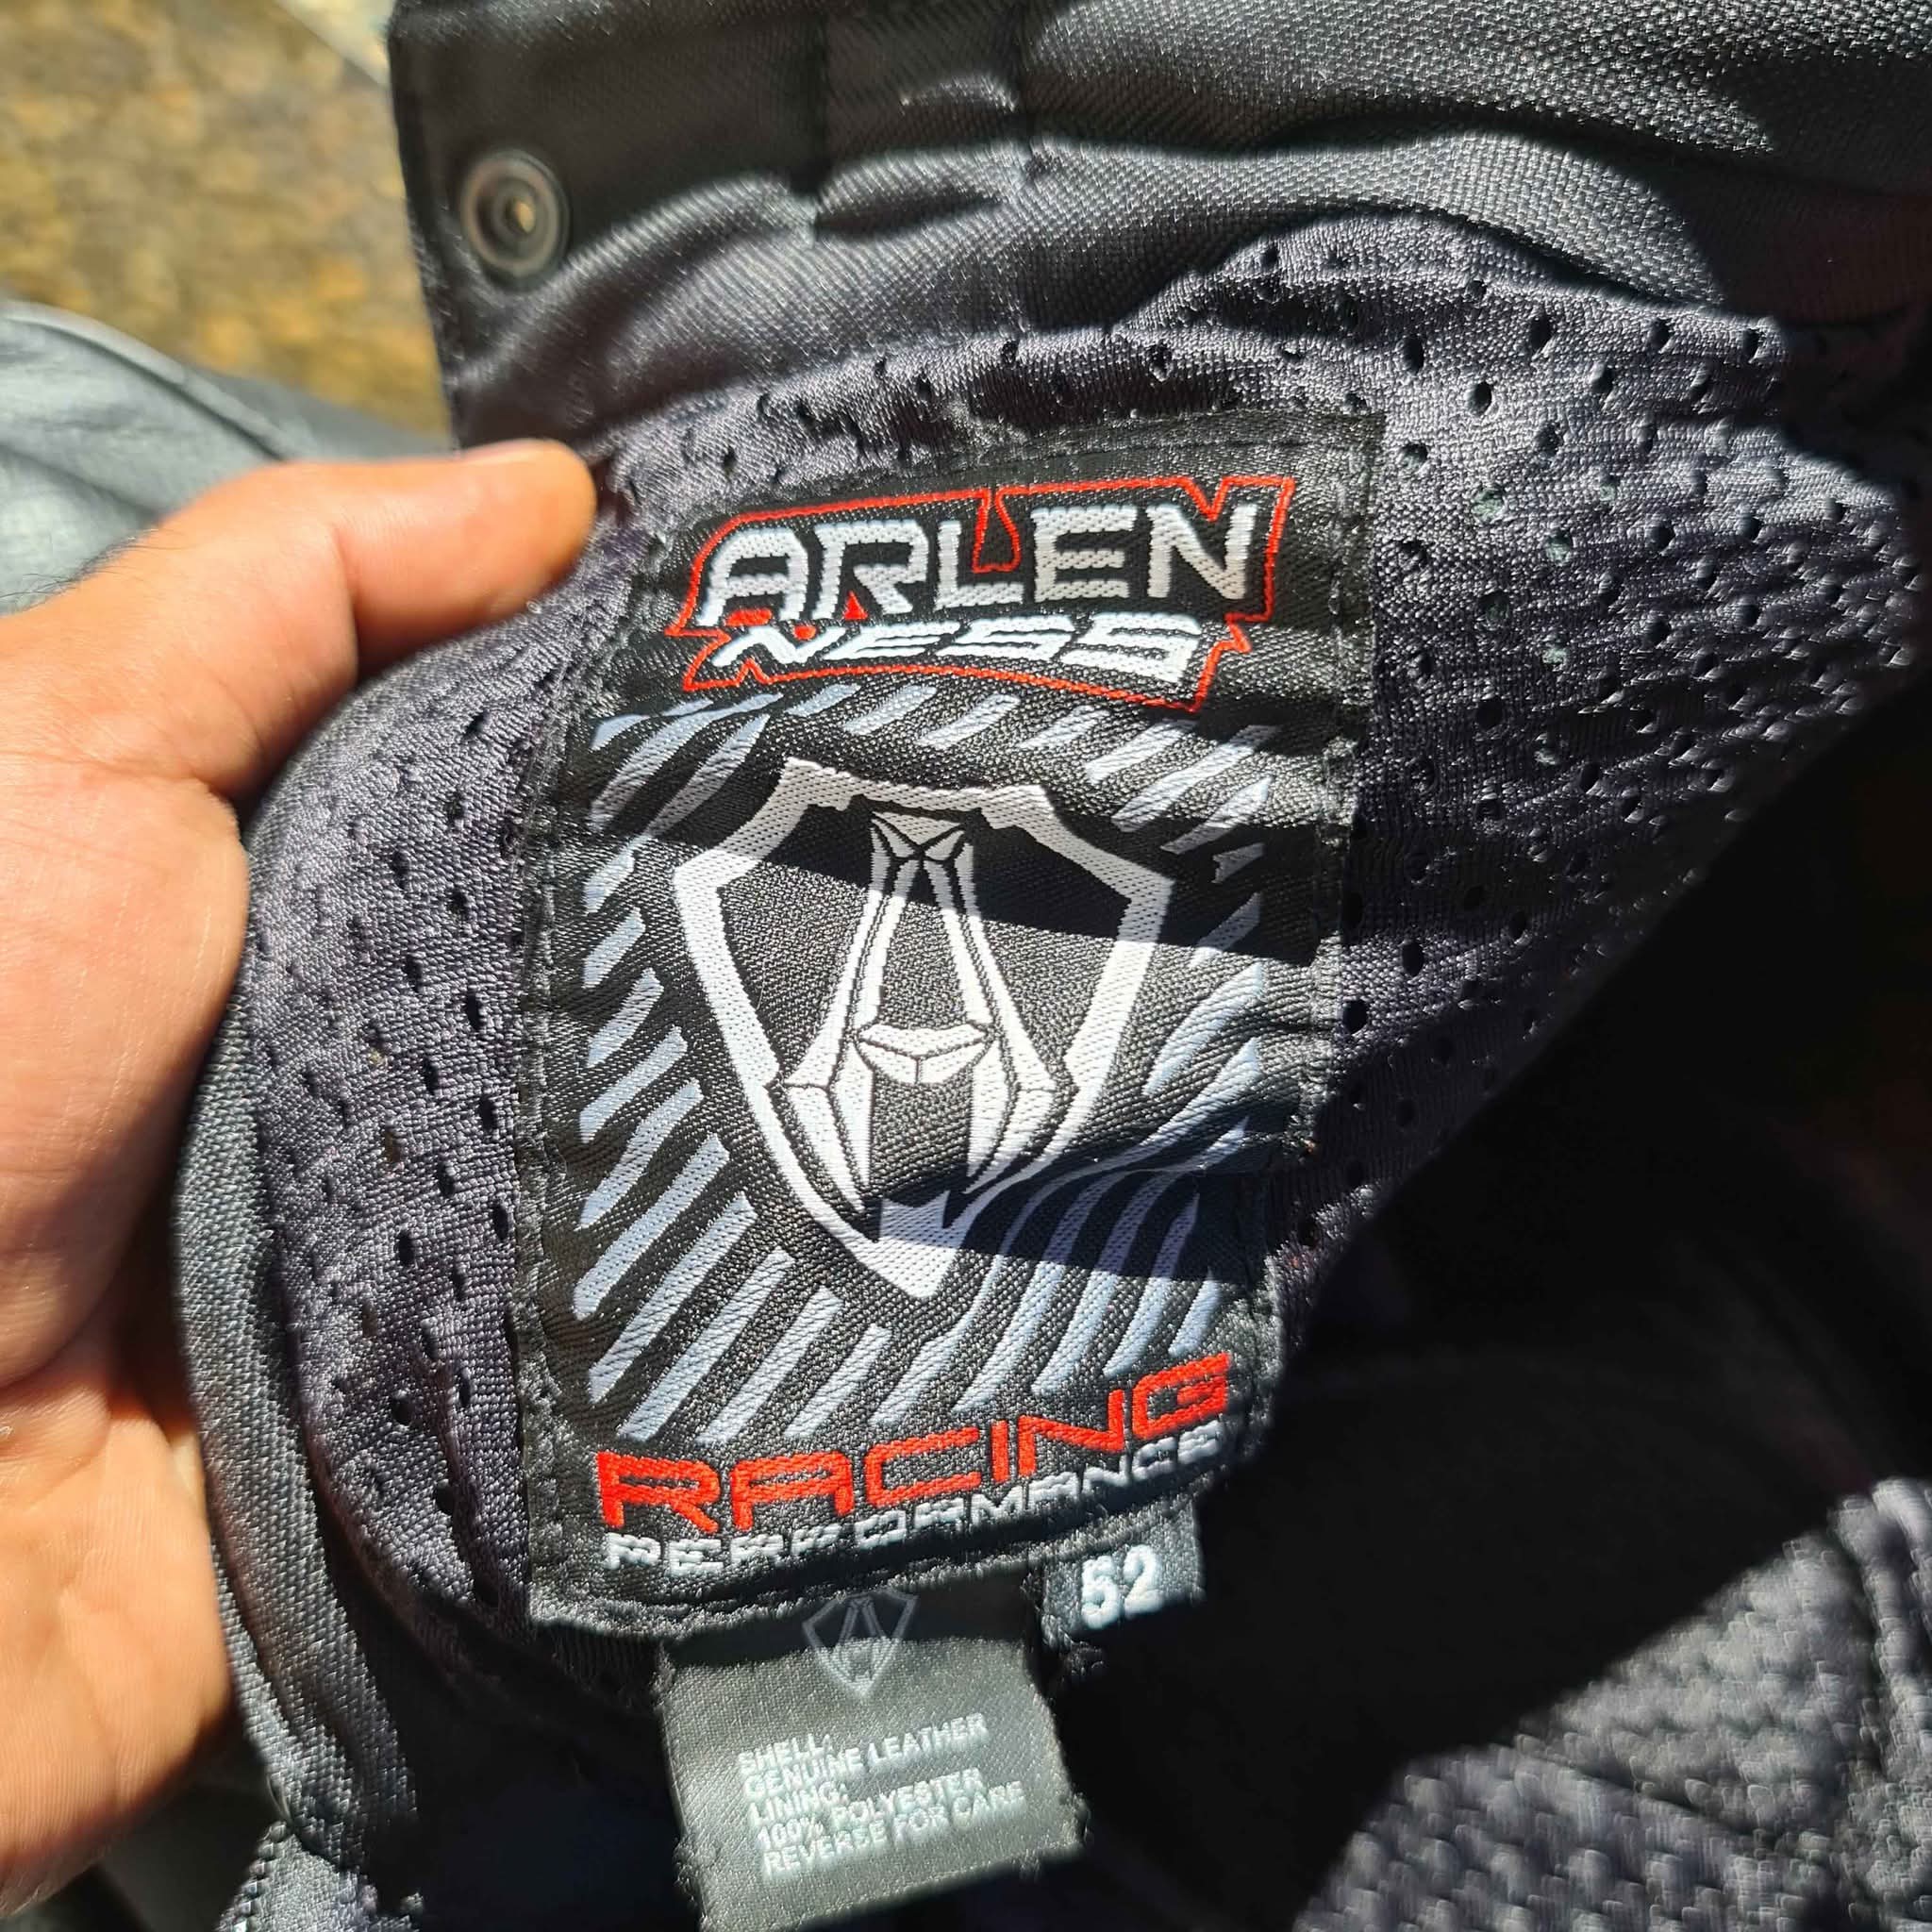 ARLEN
NESS
RACING
PERFORMANCE
52
SHELL:
GENUINE LEATHER
LINING:
100% POLYESTER
REVERSE FOR CARE